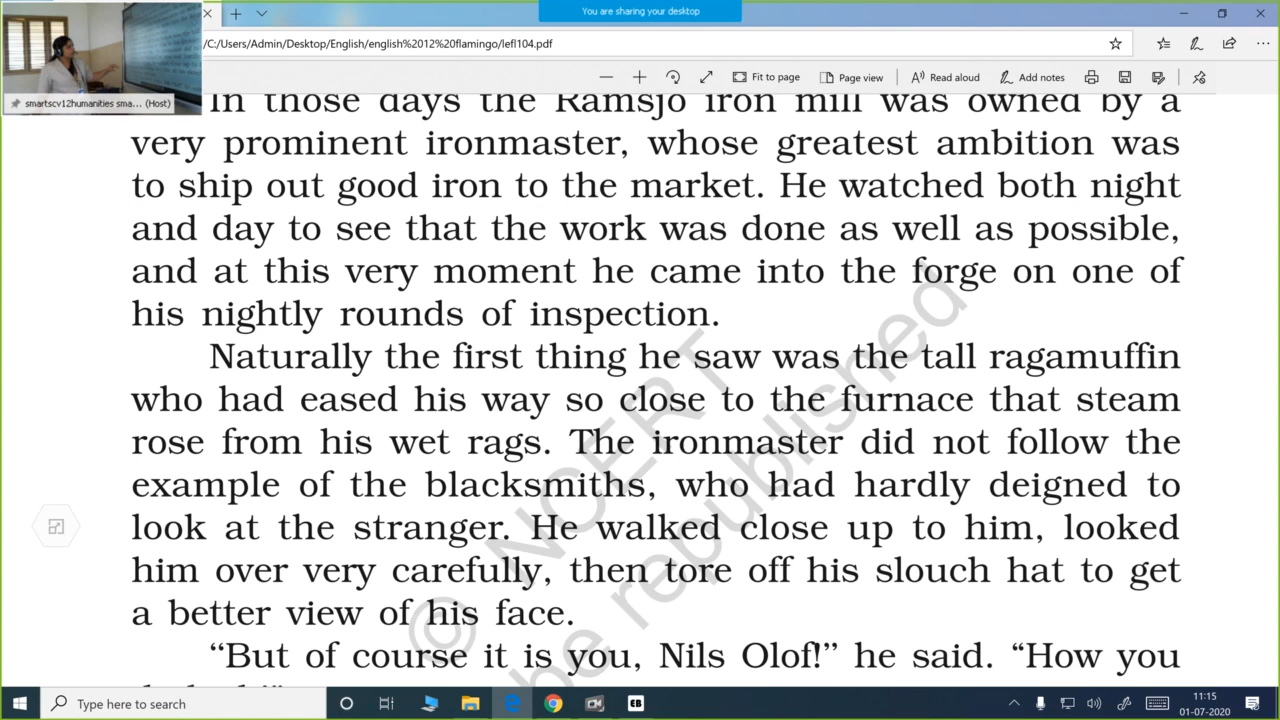 You are sharing your desktop
/C:/Users/Admin/Desktop/English/english%2012%20flamingo/lefl104.pdf
smartscv12humanities sma... (Host)
Fit to page
Page view
Read aloud
Add notes
In those days the Ramsjo iron mill was owned by a
very prominent ironmaster, whose greatest ambition was
to ship out good iron to the market. He watched both night
and day to see that the work was done as well as possible,
and at this very moment he came into the forge on one of
his nightly rounds of inspection.
Naturally the first thing he saw was the tall ragamuffin
who had eased his way so close to the furnace that steam
rose from his wet rags. The ironmaster did not follow the
example of the blacksmiths, who had hardly deigned to
look at the stranger. He walked close up to him, looked
him over very carefully, then tore off his slouch hat to get
a better view of his face.
“But of course it is you, Nils Olof!” he said. “How you
© NCERT
be republished
Type here to search
EB
11:15
01-07-2020